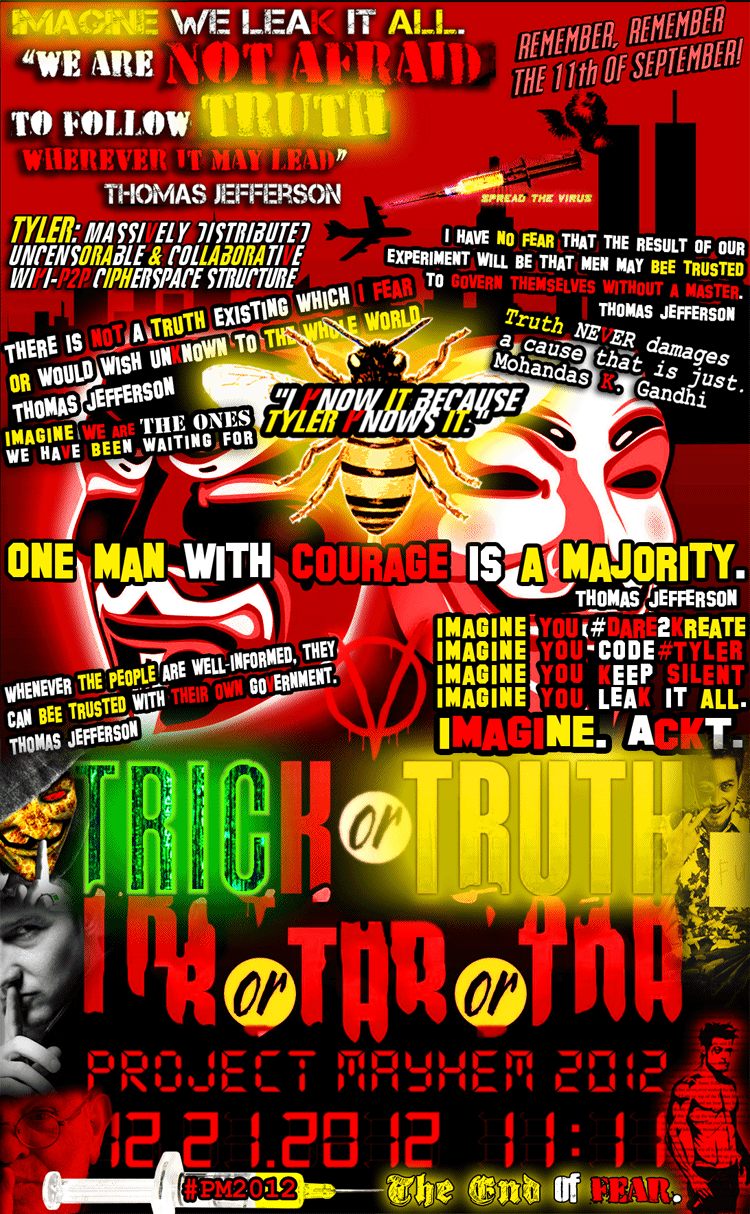 IMAGINE WE LEAK IT ALL.
"WE ARE NOT AFRAID
TO FOLLOW TRUTH
WHEREVER IT MAY LEAD"
THOMAS JEFFERSON
REMEMBER, REMEMBER
THE 11th OF SEPTEMBER!
SPREAD THE VIRUS
TYLER: MASSIVELY DISTRIBUTED
UNCENSORABLE & COLLABORATIVE
WIKI-P2P CIPHERSPACE STRUCTURE
I HAVE NO FEAR THAT THE RESULT OF OUR
EXPERIMENT WILL BE THAT MEN MAY BEE TRUSTED
TO GOVERN THEMSELVES WITHOUT A MASTER.
THOMAS JEFFERSON
THERE IS NOT A TRUTH EXISTING WHICH I FEAR
OR WOULD WISH UNKNOWN TO THE WHOLE WORLD
THOMAS JEFFERSON
Truth NEVER damages
a cause that is just.
Mohandas K. Gandhi
IMAGINE WE ARE THE ONES
WE HAVE BEEN WAITING FOR
"I KNOW IT BECAUSE
TYLER KNOWS IT."
ONE MAN WITH COURAGE IS A MAJORITY.
THOMAS JEFFERSON
IMAGINE YOU #DARE2KREATE
IMAGINE YOU CODE #TYLER
IMAGINE YOU KEEP SILENT
IMAGINE YOU LEAK IT ALL.
IMAGINE. ACKT.
WHENEVER THE PEOPLE ARE WELL-INFORMED, THEY
CAN BEE TRUSTED WITH THEIR OWN GOVERNMENT.
THOMAS JEFFERSON
TRICK or TRUTH
or TAR or
PROJECT MAYHEM 2012
12.21.2012 11:11
#PM2012
The End Of FEAR.